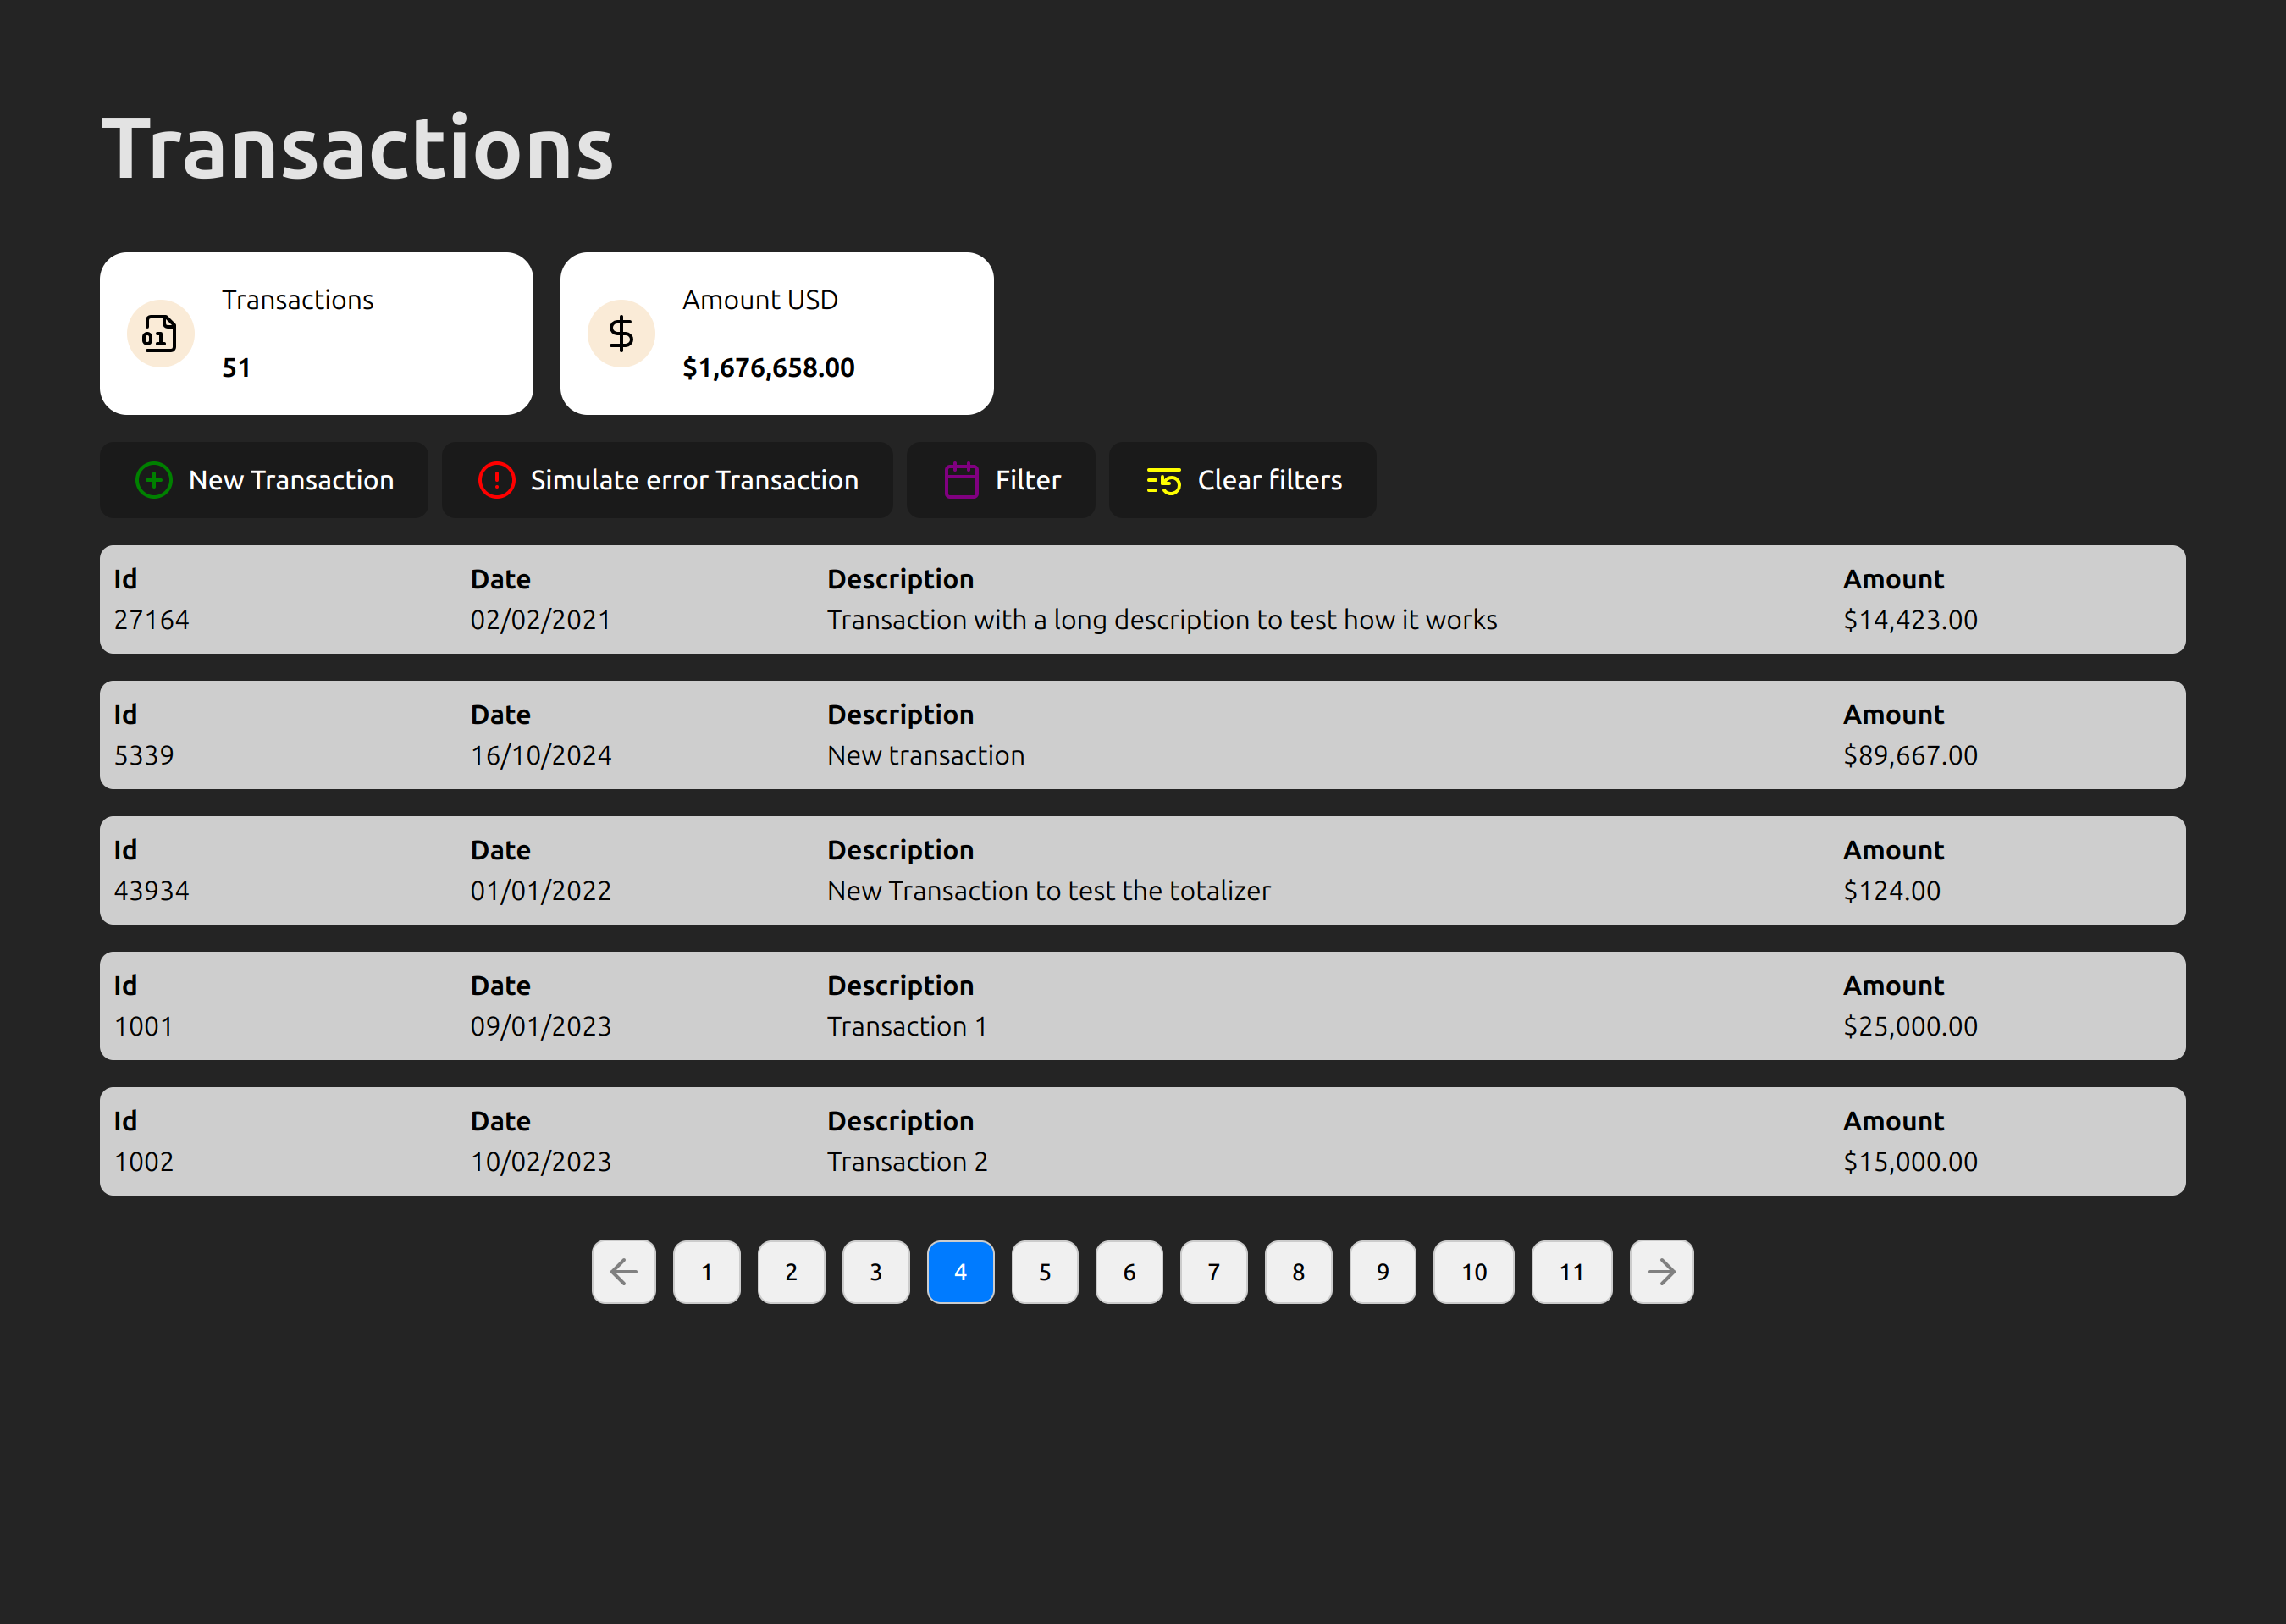 Transactions
Transactions
51
Amount USD
$1,676,658.00
New Transaction Simulate error Transaction Filter Clear filters
Id Date Description Amount
27164 02/02/2021 Transaction with a long description to test how it works $14,423.00
Id Date Description Amount
5339 16/10/2024 New transaction $89,667.00
Id Date Description Amount
43934 01/01/2022 New Transaction to test the totalizer $124.00
Id Date Description Amount
1001 09/01/2023 Transaction 1 $25,000.00
Id Date Description Amount
1002 10/02/2023 Transaction 2 $15,000.00
1 2 3 4 5 6 7 8 9 10 11